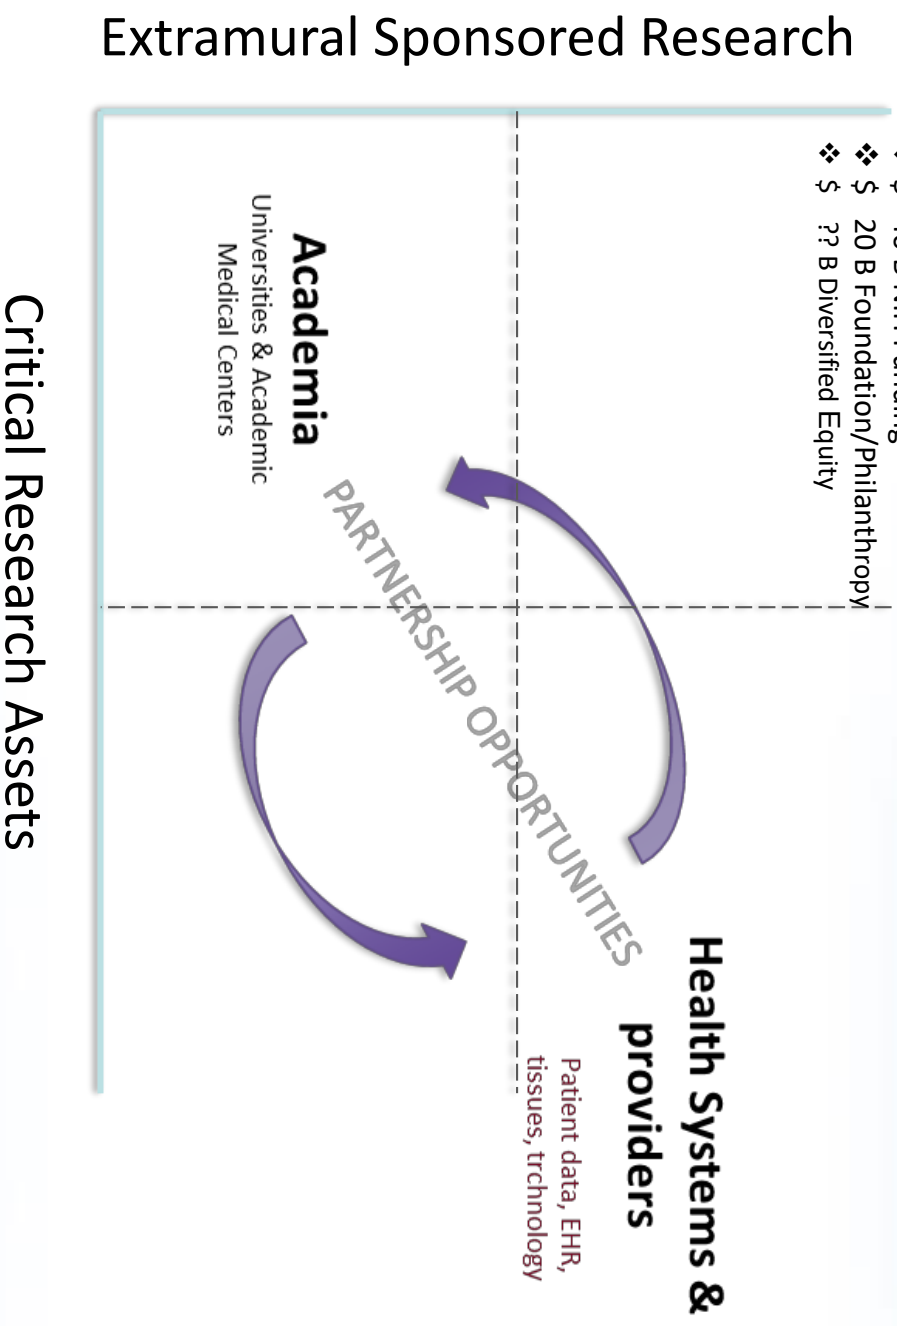 Extramural Sponsored Research
$ 20 B Foundation/Philanthropy
$ ?? B Diversified Equity
Academia
Universities & Academic
Medical Centers
PARTNERSHIP OPPORTUNITIES
Health Systems &
providers
Patient data, EHR,
tissues, trchnology
Critical Research Assets